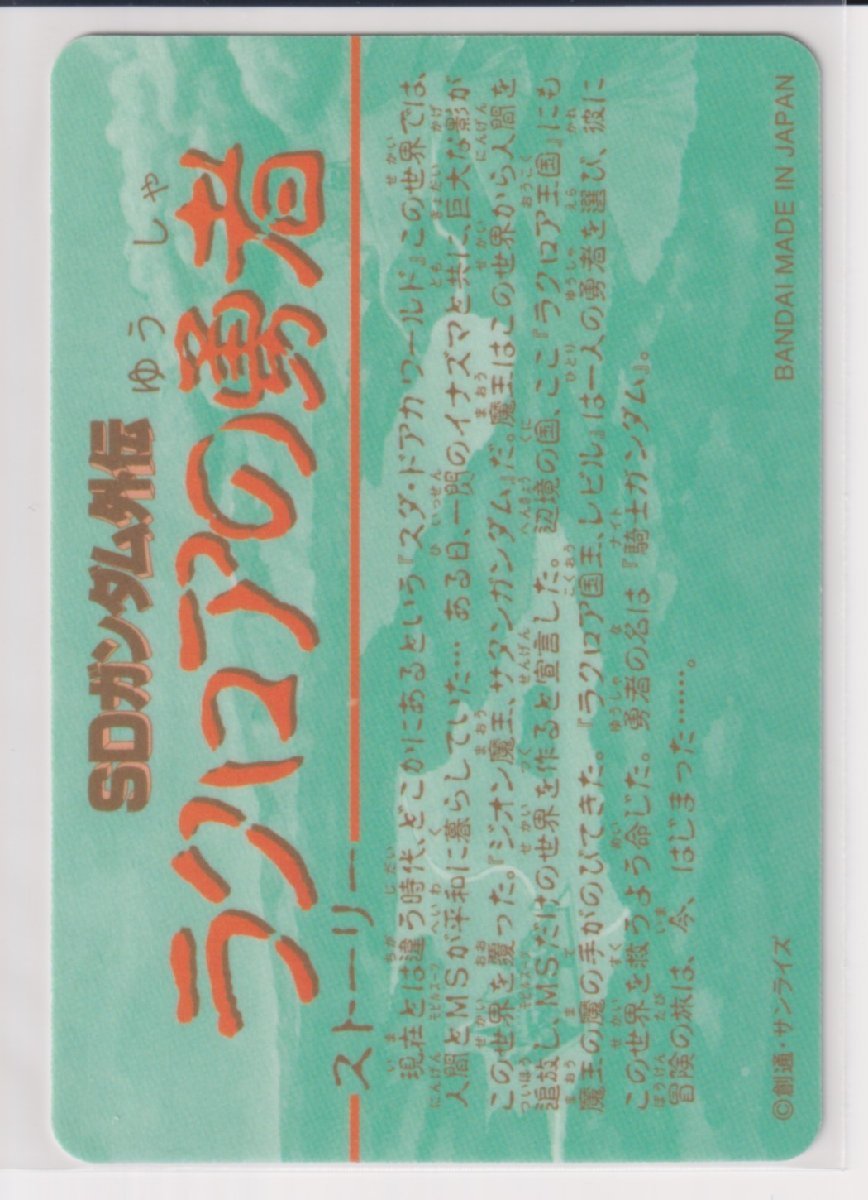 SDガンダム外伝
ゆうしゃ
ラクロアの勇者
ストーリー
現在とは違う時代、どこかにあるという『スダ・ドアカワールド』この世界では、
人間とMSが平和に暮らしていた…ある日、一閃のイナズマと共に、巨大な影が
この世界を覆った。『ジオン魔王、サタンガンダム』だ。魔王はこの世界から人間を
追放し、MSだけの世界を作ると宣言した。辺境の国、ここ『ラクロア王国』にも
魔王の魔の手がのびてきた。『ラクロア国王、レビル』は一人の勇者を選び、彼に
この世界を救うよう命じた。勇者の名は『騎士ガンダム』。
冒険の旅は、今、はじまった……。
©創通・サンライズ
BANDAI MADE IN JAPAN